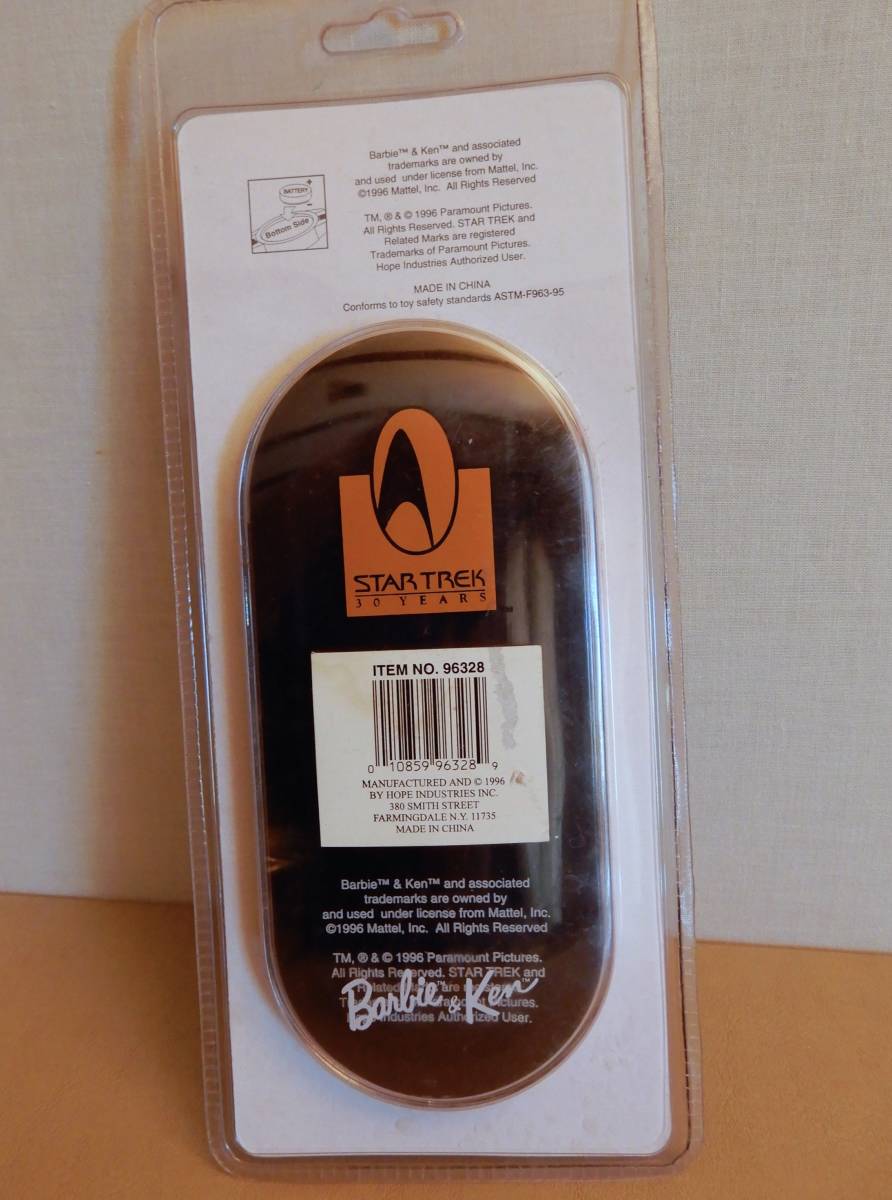 Barbie™ & Ken™ and associated
trademarks are owned by
and used under license from Mattel, Inc.
©1996 Mattel, Inc. All Rights Reserved
BATTERY
+
-
Bottom Side
TM, ® & © 1996 Paramount Pictures.
All Rights Reserved. STAR TREK and
Related Marks are registered
Trademarks of Paramount Pictures.
Hope Industries Authorized User.
MADE IN CHINA
Conforms to toy safety standards ASTM-F963-95
STAR TREK
30 YEARS™
ITEM NO. 96328
0 10859 96328 9
MANUFACTURED AND © 1996
BY HOPE INDUSTRIES INC.
380 SMITH STREET
FARMINGDALE N.Y. 11735
MADE IN CHINA
Barbie™ & Ken™ and associated
trademarks are owned by
and used under license from Mattel, Inc.
©1996 Mattel, Inc. All Rights Reserved
TM, ® & © 1996 Paramount Pictures.
All Rights Reserved. STAR TREK and
Related are
Pictures.
Industries Authorized User.
Barbie™ & Ken™